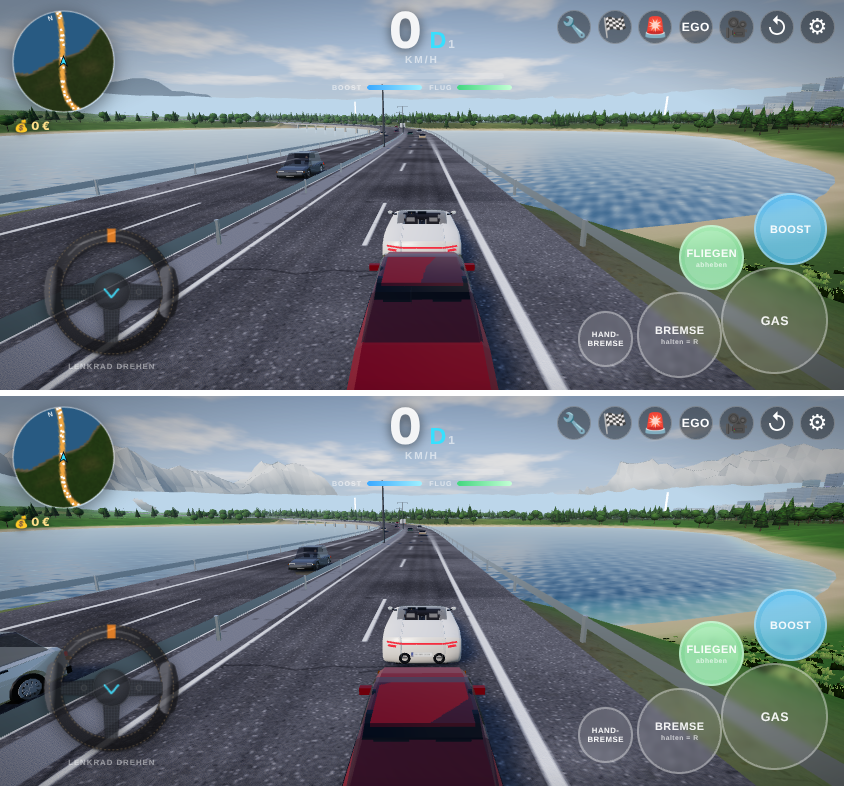 N
0 D1
KM/H
BOOST FLUG
EGO
0 €
BOOST
FLIEGEN
abheben
GAS
HAND-
BREMSE
BREMSE
halten = R
LENKRAD DREHEN
N
0 D1
KM/H
BOOST FLUG
EGO
0 €
BOOST
FLIEGEN
abheben
GAS
HAND-
BREMSE
BREMSE
halten = R
LENKRAD DREHEN